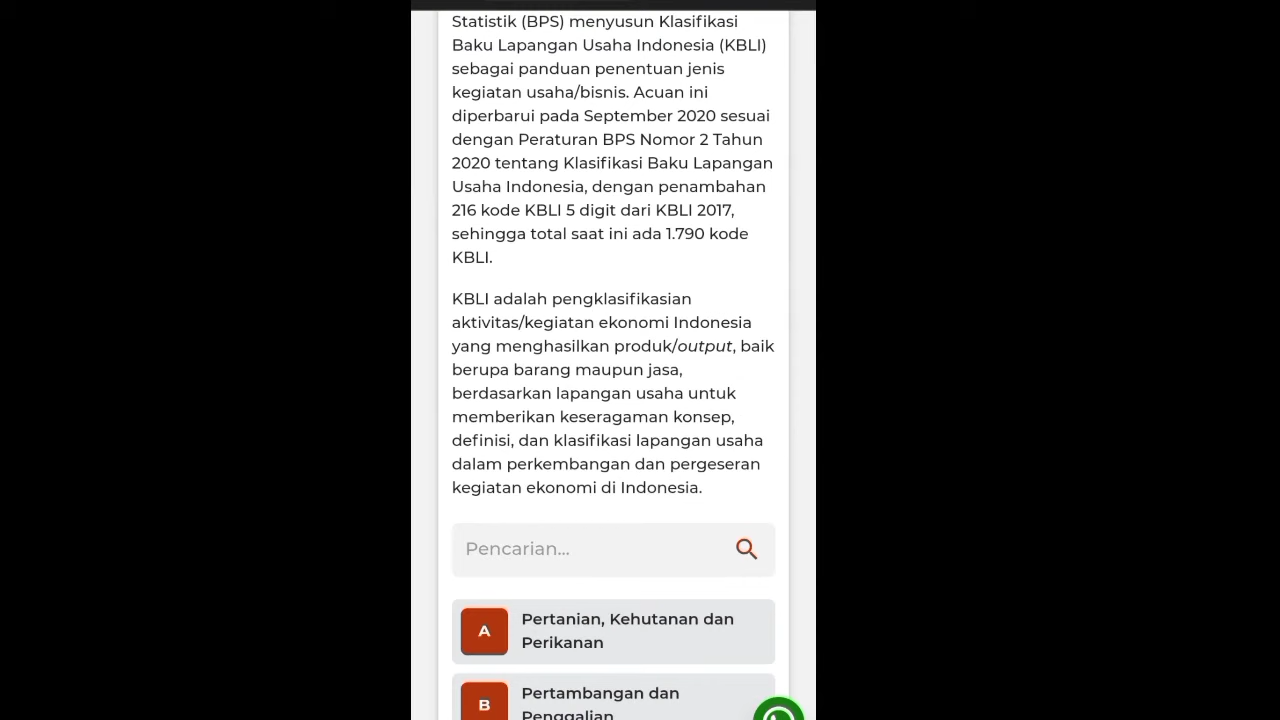 Statistik (BPS) menyusun Klasifikasi
Baku Lapangan Usaha Indonesia (KBLI)
sebagai panduan penentuan jenis
kegiatan usaha/bisnis. Acuan ini
diperbarui pada September 2020 sesuai
dengan Peraturan BPS Nomor 2 Tahun
2020 tentang Klasifikasi Baku Lapangan
Usaha Indonesia, dengan penambahan
216 kode KBLI 5 digit dari KBLI 2017,
sehingga total saat ini ada 1.790 kode
KBLI.
KBLI adalah pengklasifikasian
aktivitas/kegiatan ekonomi Indonesia
yang menghasilkan produk/output, baik
berupa barang maupun jasa,
berdasarkan lapangan usaha untuk
memberikan keseragaman konsep,
definisi, dan klasifikasi lapangan usaha
dalam perkembangan dan pergeseran
kegiatan ekonomi di Indonesia.
Pencarian...
A
Pertanian, Kehutanan dan
Perikanan
B
Pertambangan dan
Penggalian